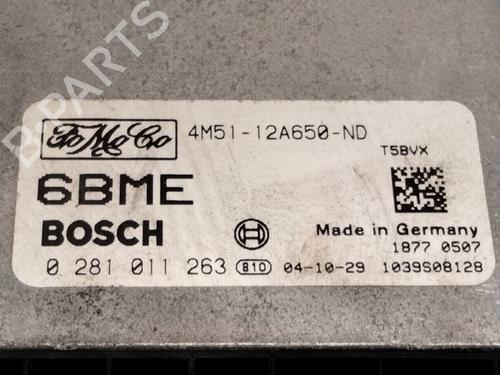 B-PARTS
FoMoCo
4M51-12A650-ND
T5BVX
6BME
BOSCH
Made in Germany
1877 0507
0 281 011 263 B10 04-10-29 1039S08128